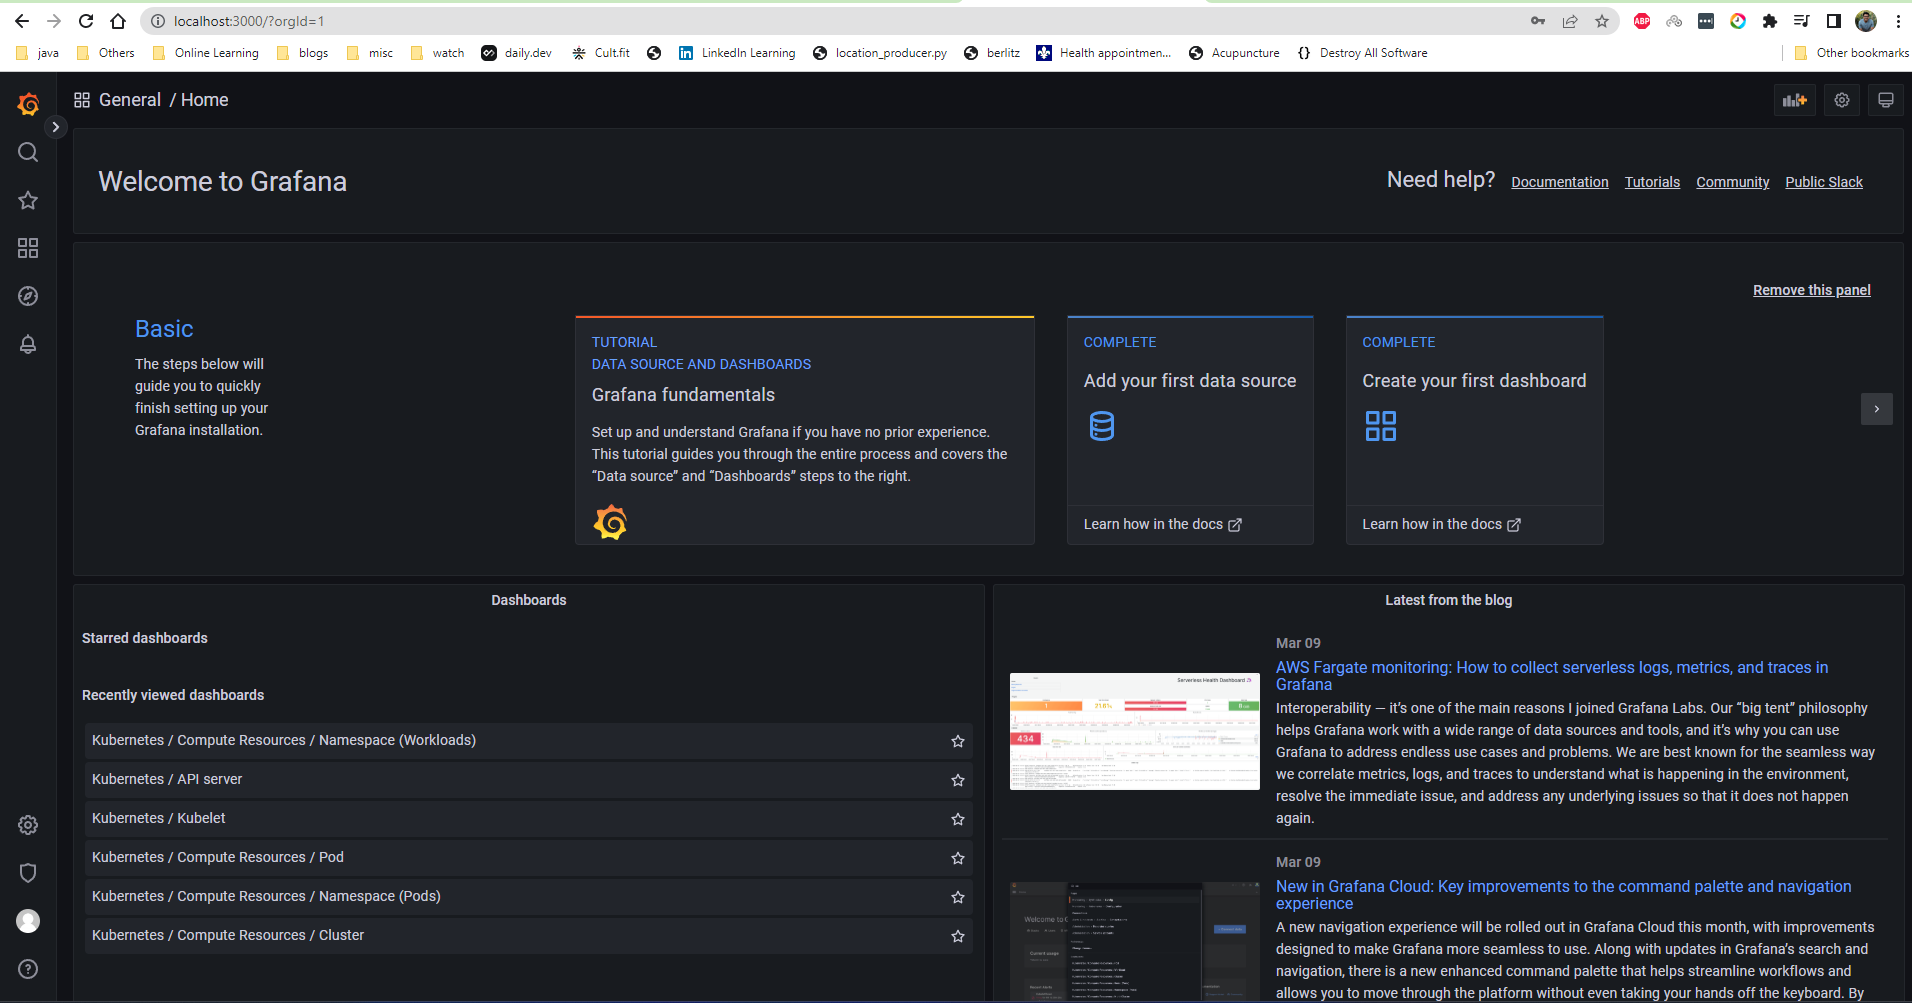 localhost:3000/?orgId=1
ABP
java Others Online Learning blogs misc watch daily.dev Cult.fit LinkedIn Learning location_producer.py berlitz Health appointmen... Acupuncture Destroy All Software Other bookmarks
General / Home
Welcome to Grafana
Need help? Documentation Tutorials Community Public Slack
Remove this panel
Basic
The steps below will
guide you to quickly
finish setting up your
Grafana installation.
TUTORIAL
DATA SOURCE AND DASHBOARDS
Grafana fundamentals
Set up and understand Grafana if you have no prior experience.
This tutorial guides you through the entire process and covers the
“Data source” and “Dashboards” steps to the right.
COMPLETE
Add your first data source
Learn how in the docs
COMPLETE
Create your first dashboard
Learn how in the docs
Dashboards
Starred dashboards
Recently viewed dashboards
Kubernetes / Compute Resources / Namespace (Workloads)
Kubernetes / API server
Kubernetes / Kubelet
Kubernetes / Compute Resources / Pod
Kubernetes / Compute Resources / Namespace (Pods)
Kubernetes / Compute Resources / Cluster
Latest from the blog
Serverless Health Dashboard
434
Mar 09
AWS Fargate monitoring: How to collect serverless logs, metrics, and traces in
Grafana
Interoperability — it’s one of the main reasons I joined Grafana Labs. Our “big tent” philosophy
helps Grafana work with a wide range of data sources and tools, and it’s why you can use
Grafana to address endless use cases and problems. We are best known for the seamless way
we correlate metrics, logs, and traces to understand what is happening in the environment,
resolve the immediate issue, and address any underlying issues so that it does not happen
again.
Welcome to
Mar 09
New in Grafana Cloud: Key improvements to the command palette and navigation
experience
A new navigation experience will be rolled out in Grafana Cloud this month, with improvements
designed to make Grafana more seamless to use. Along with updates in Grafana’s search and
navigation, there is a new enhanced command palette that helps streamline workflows and
allows you to move through the platform without even taking your hands off the keyboard. By